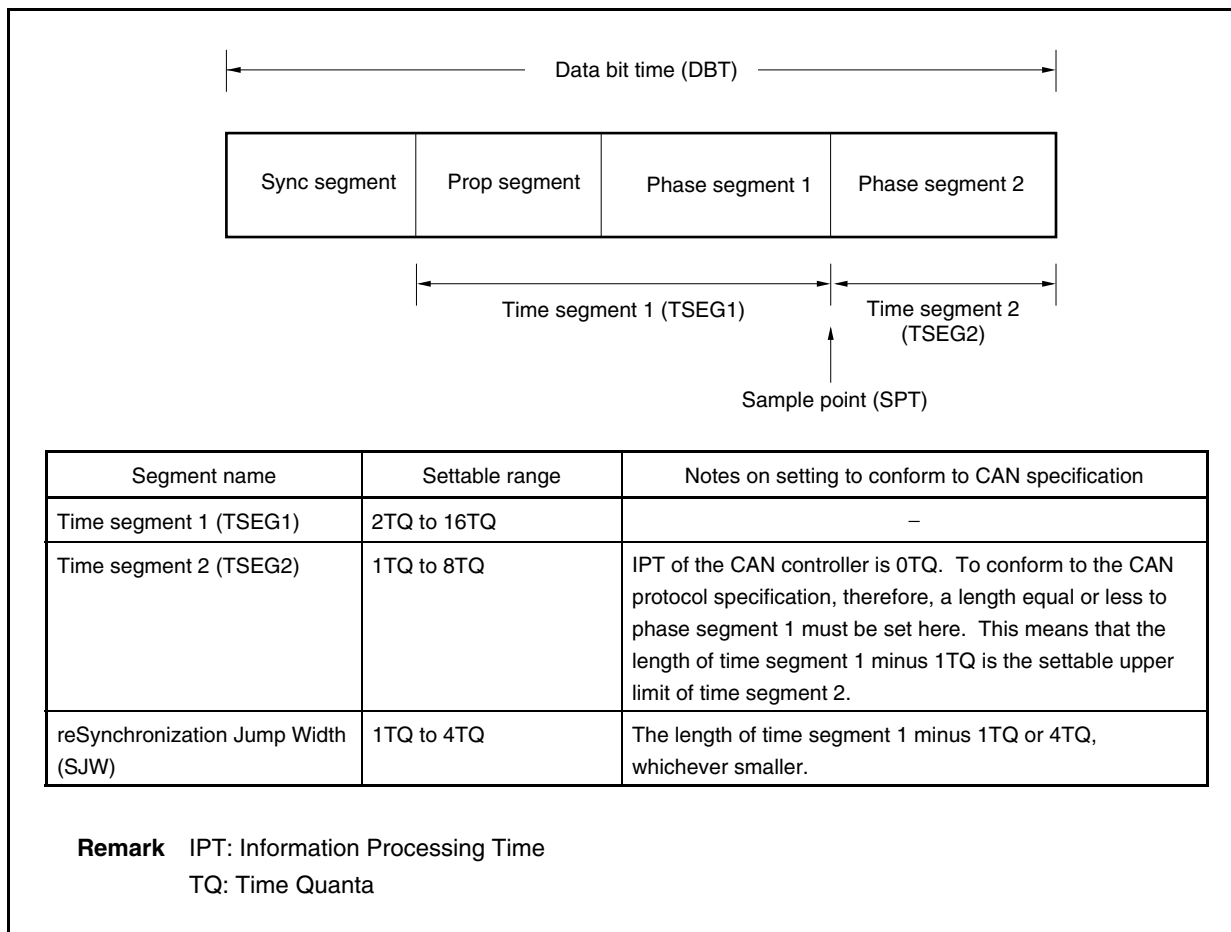 Data bit time (DBT)
Sync segment
Prop segment
Phase segment 1
Phase segment 2
Time segment 1 (TSEG1)
Time segment 2
(TSEG2)
Sample point (SPT)
Segment name
Settable range
Notes on setting to conform to CAN specification
Time segment 1 (TSEG1)
2TQ to 16TQ
–
Time segment 2 (TSEG2)
1TQ to 8TQ
IPT of the CAN controller is 0TQ. To conform to the CAN
protocol specification, therefore, a length equal or less to
phase segment 1 must be set here. This means that the
length of time segment 1 minus 1TQ is the settable upper
limit of time segment 2.
reSynchronization Jump Width
(SJW)
1TQ to 4TQ
The length of time segment 1 minus 1TQ or 4TQ,
whichever smaller.
Remark IPT: Information Processing Time
TQ: Time Quanta